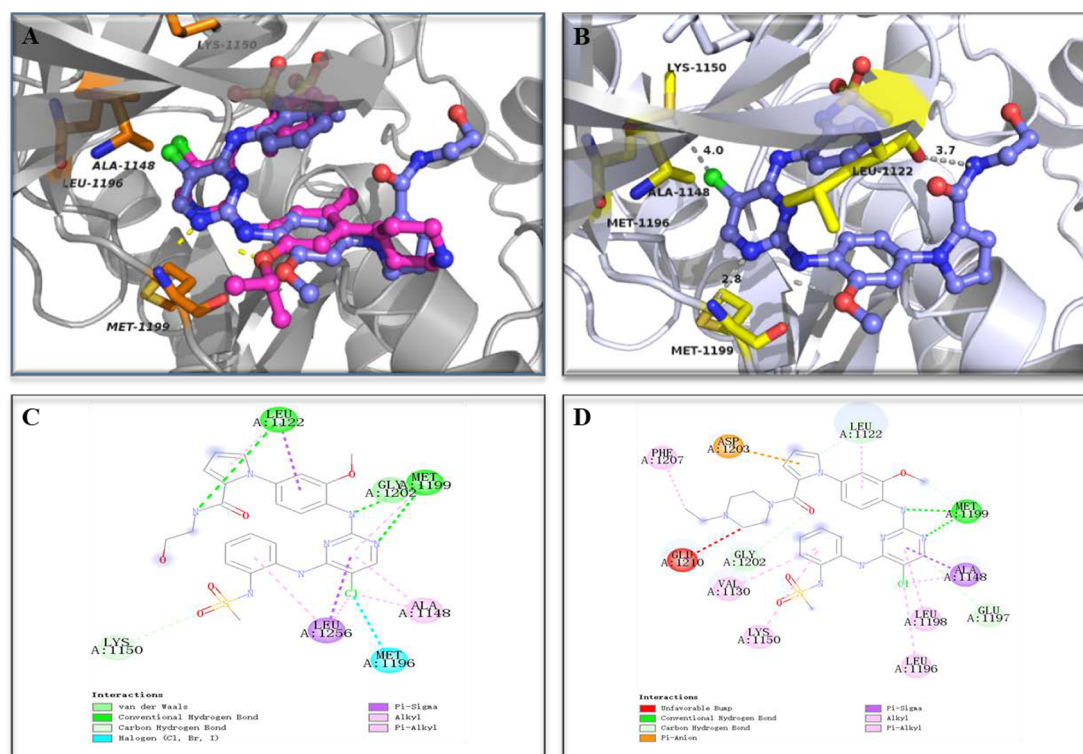 A
LYS-1150
ALA-1148
LEU-1196
MET-1199
B
LYS-1150
4.0
3.7
LEU-1122
ALA-1148
MET-1196
2.8
MET-1199
C
LEU
A:1122
GLY
A:1202
MET
A:1199
N
O
N
N
O
N
N
N
O
N
O
N
S
O
Cl
ALA
A:1148
LEU
A:1256
LYS
A:1150
MET
A:1196
Interactions
van der Waals
Conventional Hydrogen Bond
Carbon Hydrogen Bond
Halogen (Cl, Br, I)
Pi-Sigma
Alkyl
Pi-Alkyl
D
LEU
A:1122
ASP
A:1203
PHE
A:1207
MET
A:1199
N
O
N
N
O
N
N
N
N
N
O
S
O
N
Cl
GLU
A:1210
GLY
A:1202
ALA
A:1148
VAL
A:1130
GLU
A:1197
LEU
A:1198
LYS
A:1150
LEU
A:1196
Interactions
Unfavorable Bump
Conventional Hydrogen Bond
Carbon Hydrogen Bond
Pi-Anion
Pi-Sigma
Alkyl
Pi-Alkyl